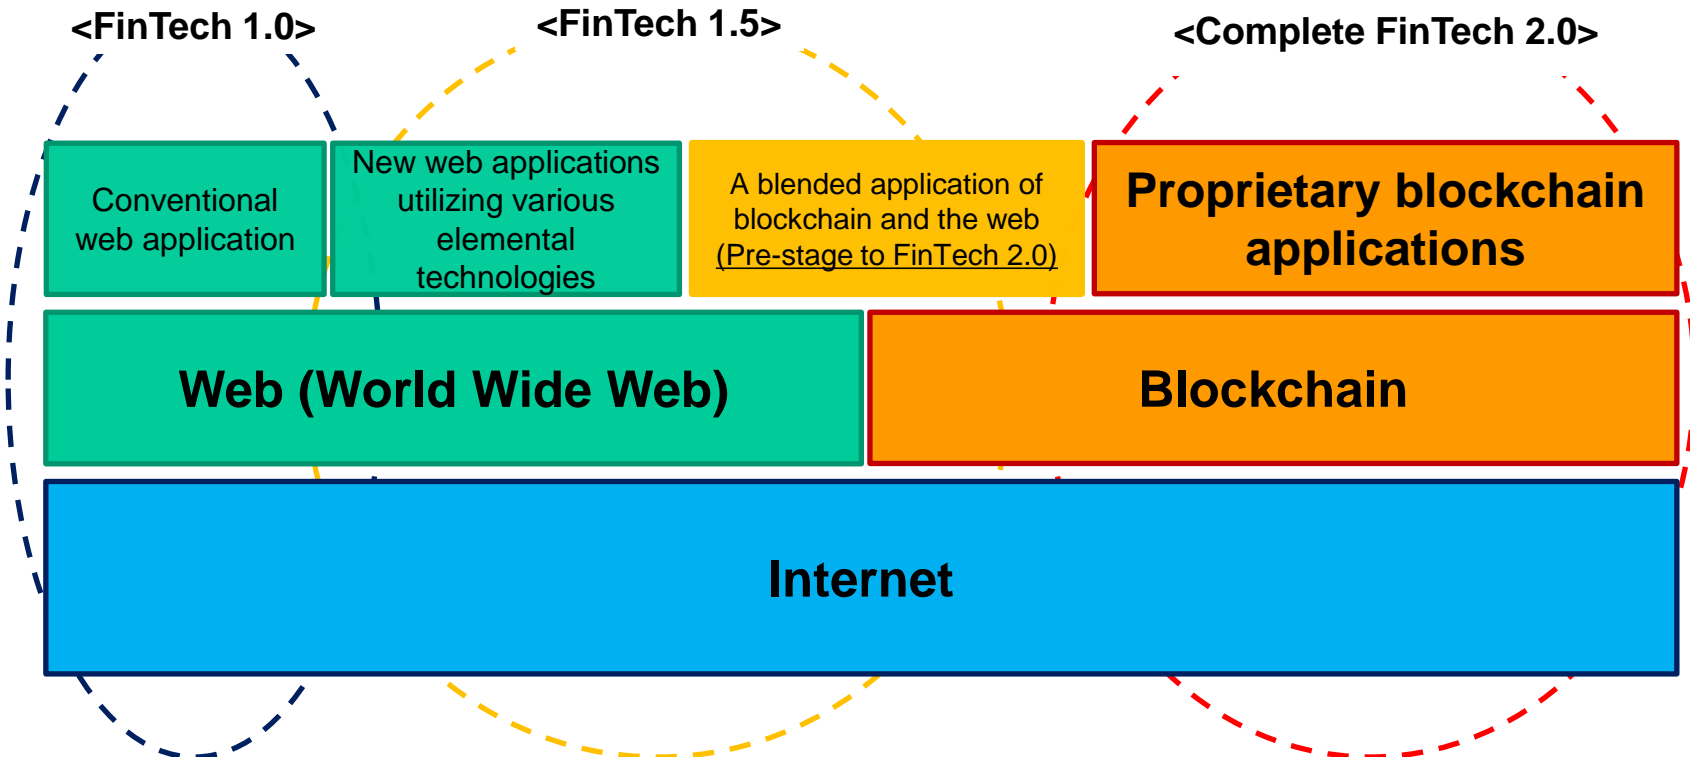 <FinTech 1.0>
<FinTech 1.5>
<Complete FinTech 2.0>
Conventional
web application
New web applications
utilizing various
elemental
technologies
A blended application of
blockchain and the web
(Pre-stage to FinTech 2.0)
Proprietary blockchain
applications
Web (World Wide Web)
Blockchain
Internet